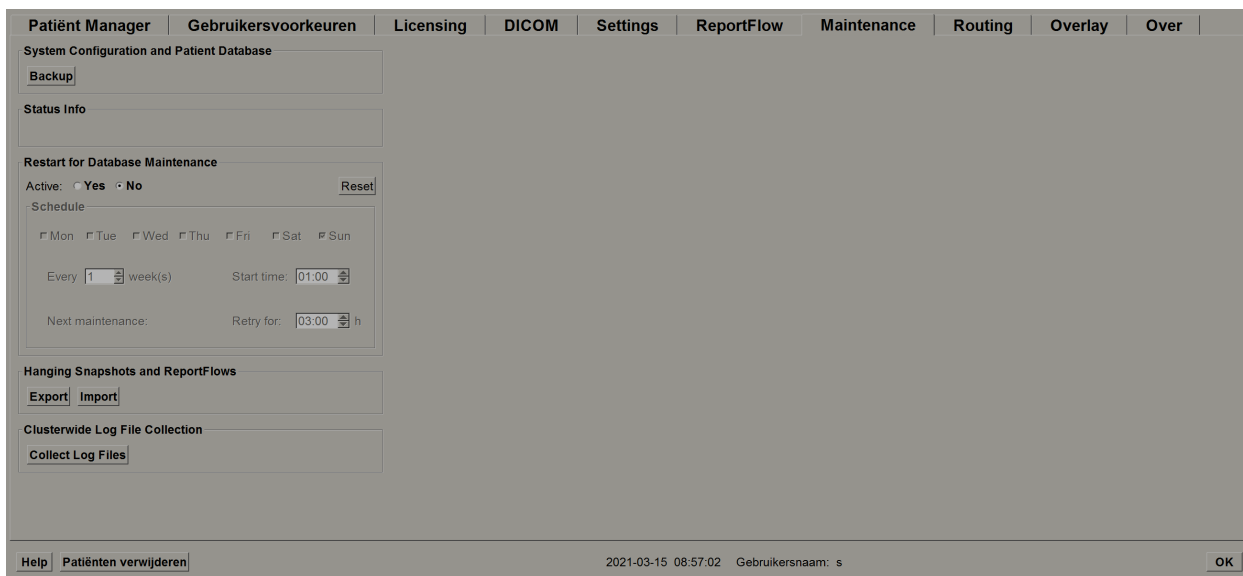 Patiënt Manager Gebruikersvoorkeuren Licensing DICOM Settings ReportFlow Maintenance Routing Overlay Over
System Configuration and Patient Database
Backup
Status Info
Restart for Database Maintenance
Active: Yes No Reset
Schedule
Mon Tue Wed Thu Fri Sat Sun
Every 1 week(s) Start time: 01:00
Next maintenance: Retry for: 03:00 h
Hanging Snapshots and ReportFlows
Export Import
Clusterwide Log File Collection
Collect Log Files
Help Patiënten verwijderen 2021-03-15 08:57:02 Gebruikersnaam: s OK